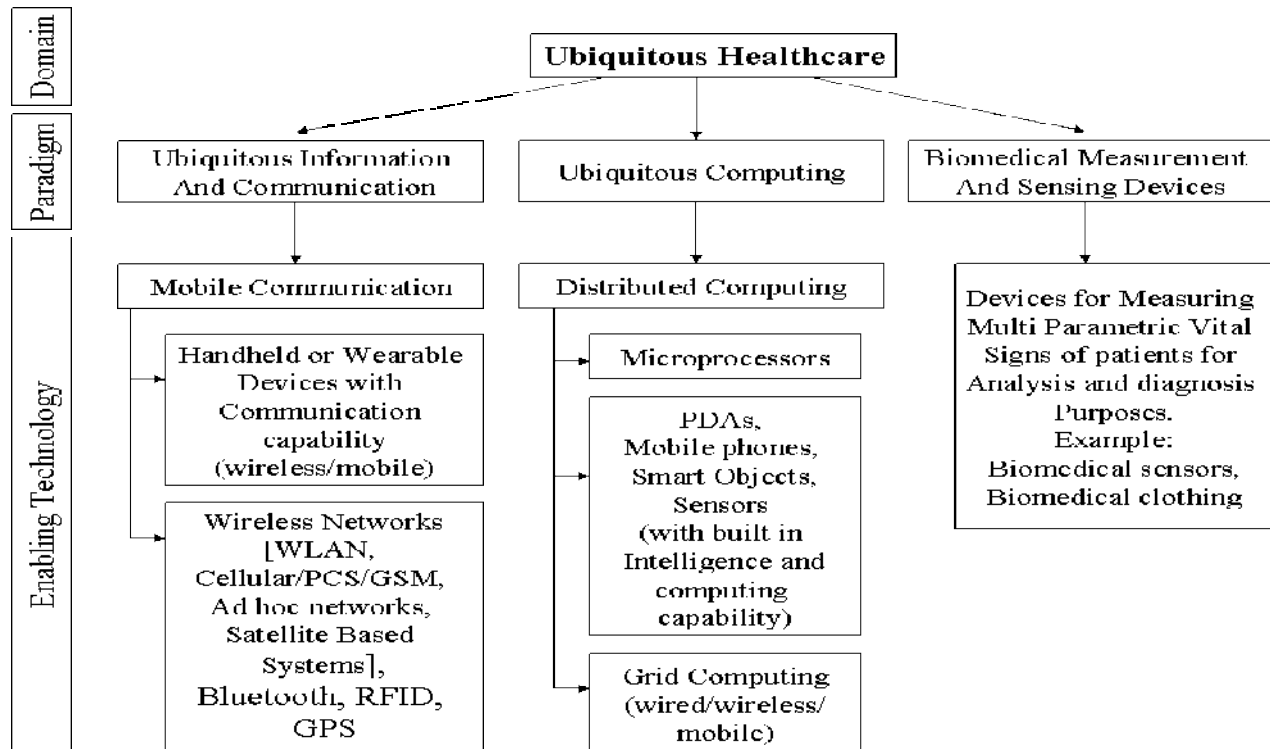 Domain
Ubiquitous Healthcare
Paradigm
Ubiquitous Information
And Communication
Ubiquitous Computing
Biomedical Measurement
And Sensing Devices
Enabling Technology
Mobile Communication
Handheld or Wearable
Devices with
Communication
capability
(wireless/mobile)
Wireless Networks
[WLAN,
Cellular/PCS/GSM,
Ad hoc networks,
Satellite Based
Systems],
Bluetooth, RFID,
GPS
Distributed Computing
Microprocessors
PDAs,
Mobile phones,
Smart Objects,
Sensors
(with built in
Intelligence and
computing
capability)
Grid Computing
(wired/wireless/
mobile)
Devices for Measuring
Multi Parametric Vital
Signs of patients for
Analysis and diagnosis
Purposes.
Example:
Biomedical sensors,
Biomedical clothing